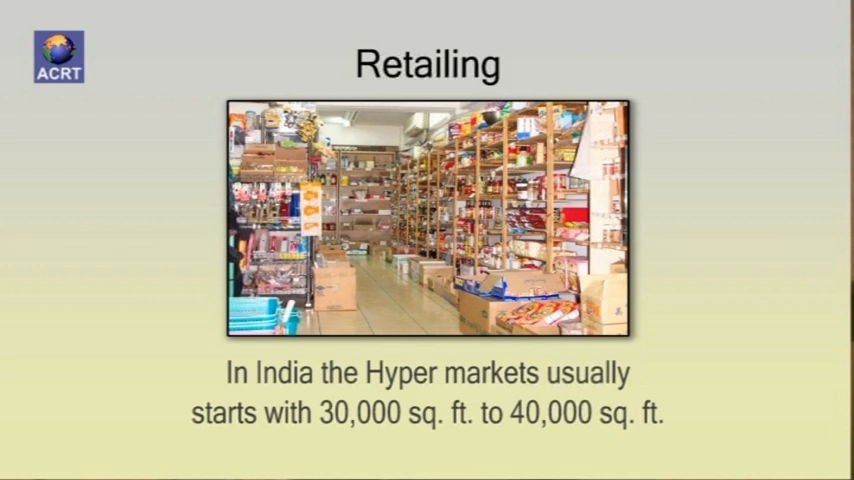 ACRT
Retailing
In India the Hyper markets usually
starts with 30,000 sq. ft. to 40,000 sq. ft.